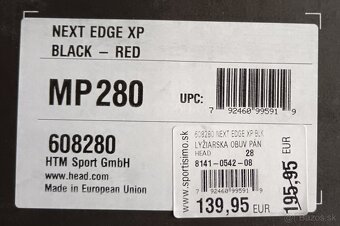 NEXT EDGE XP
BLACK – RED
MP 280
UPC:
7 92460 99591 9
608280
HTM Sport GmbH
www.head.com
Made in European Union
www.sportisimo.sk
608280 NEXT EDGE XP BLK
LYŽIARSKA OBUV PÁN
HEAD 28
8141-0542-08
7 92460 99591 9
139,95 EUR
195,95 EUR
bazos.sk